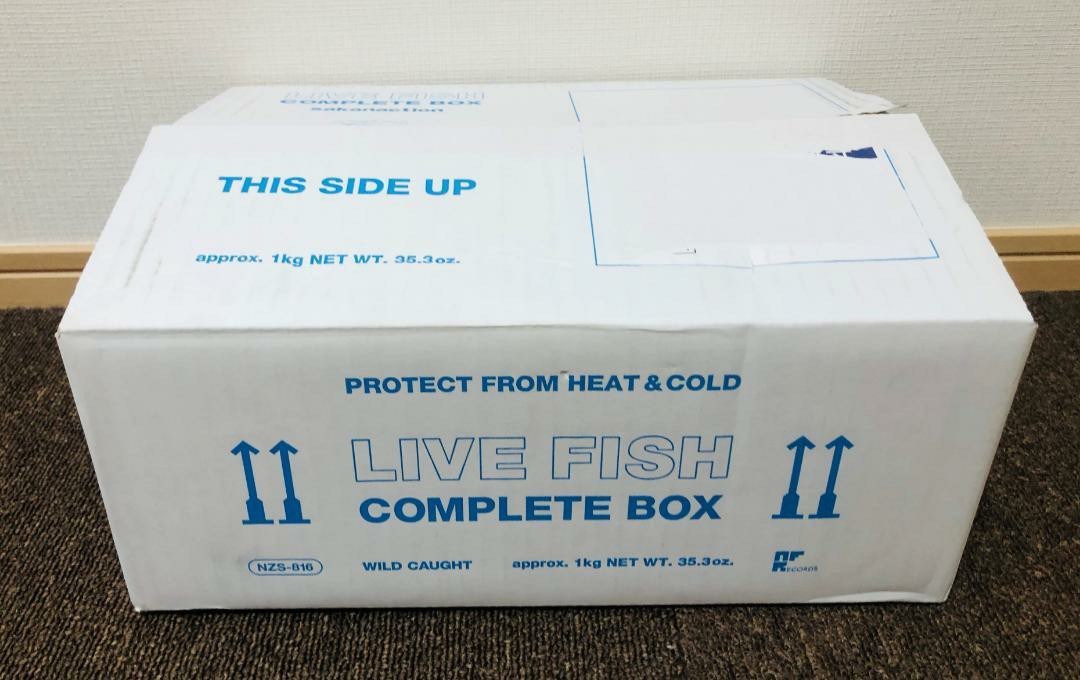 LIVE FISH
COMPLETE BOX
sakanaction
THIS SIDE UP
approx. 1kg NET WT. 35.3oz.
PROTECT FROM HEAT & COLD
LIVE FISH
COMPLETE BOX
NZS-816 WILD CAUGHT approx. 1kg NET WT. 35.3oz. NF RECORDS